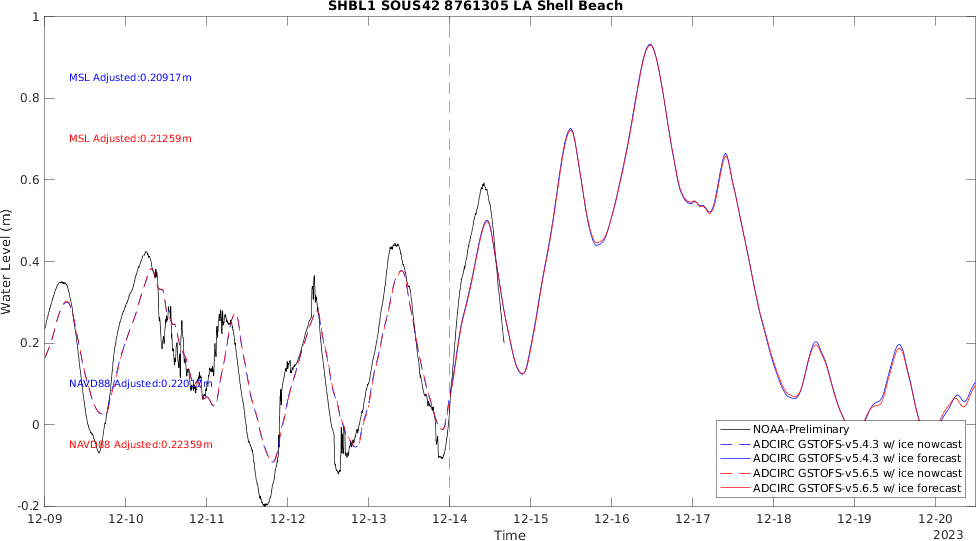 SHBL1 SOUS42 8761305 LA Shell Beach
1
0.8
0.6
0.4
0.2
0
-0.2
Water Level (m)
MSL Adjusted:0.20917m
MSL Adjusted:0.21259m
NAVD88 Adjusted:
NAVD88 Adjusted:0.22359m
NOAA-Preliminary
ADCIRC GSTOFS-v5.4.3 w/ ice nowcast
ADCIRC GSTOFS-v5.4.3 w/ ice forecast
ADCIRC GSTOFS-v5.6.5 w/ ice nowcast
ADCIRC GSTOFS-v5.6.5 w/ ice forecast
12-09 12-10 12-11 12-12 12-13 12-14 12-15 12-16 12-17 12-18 12-19 12-20
2023
Time